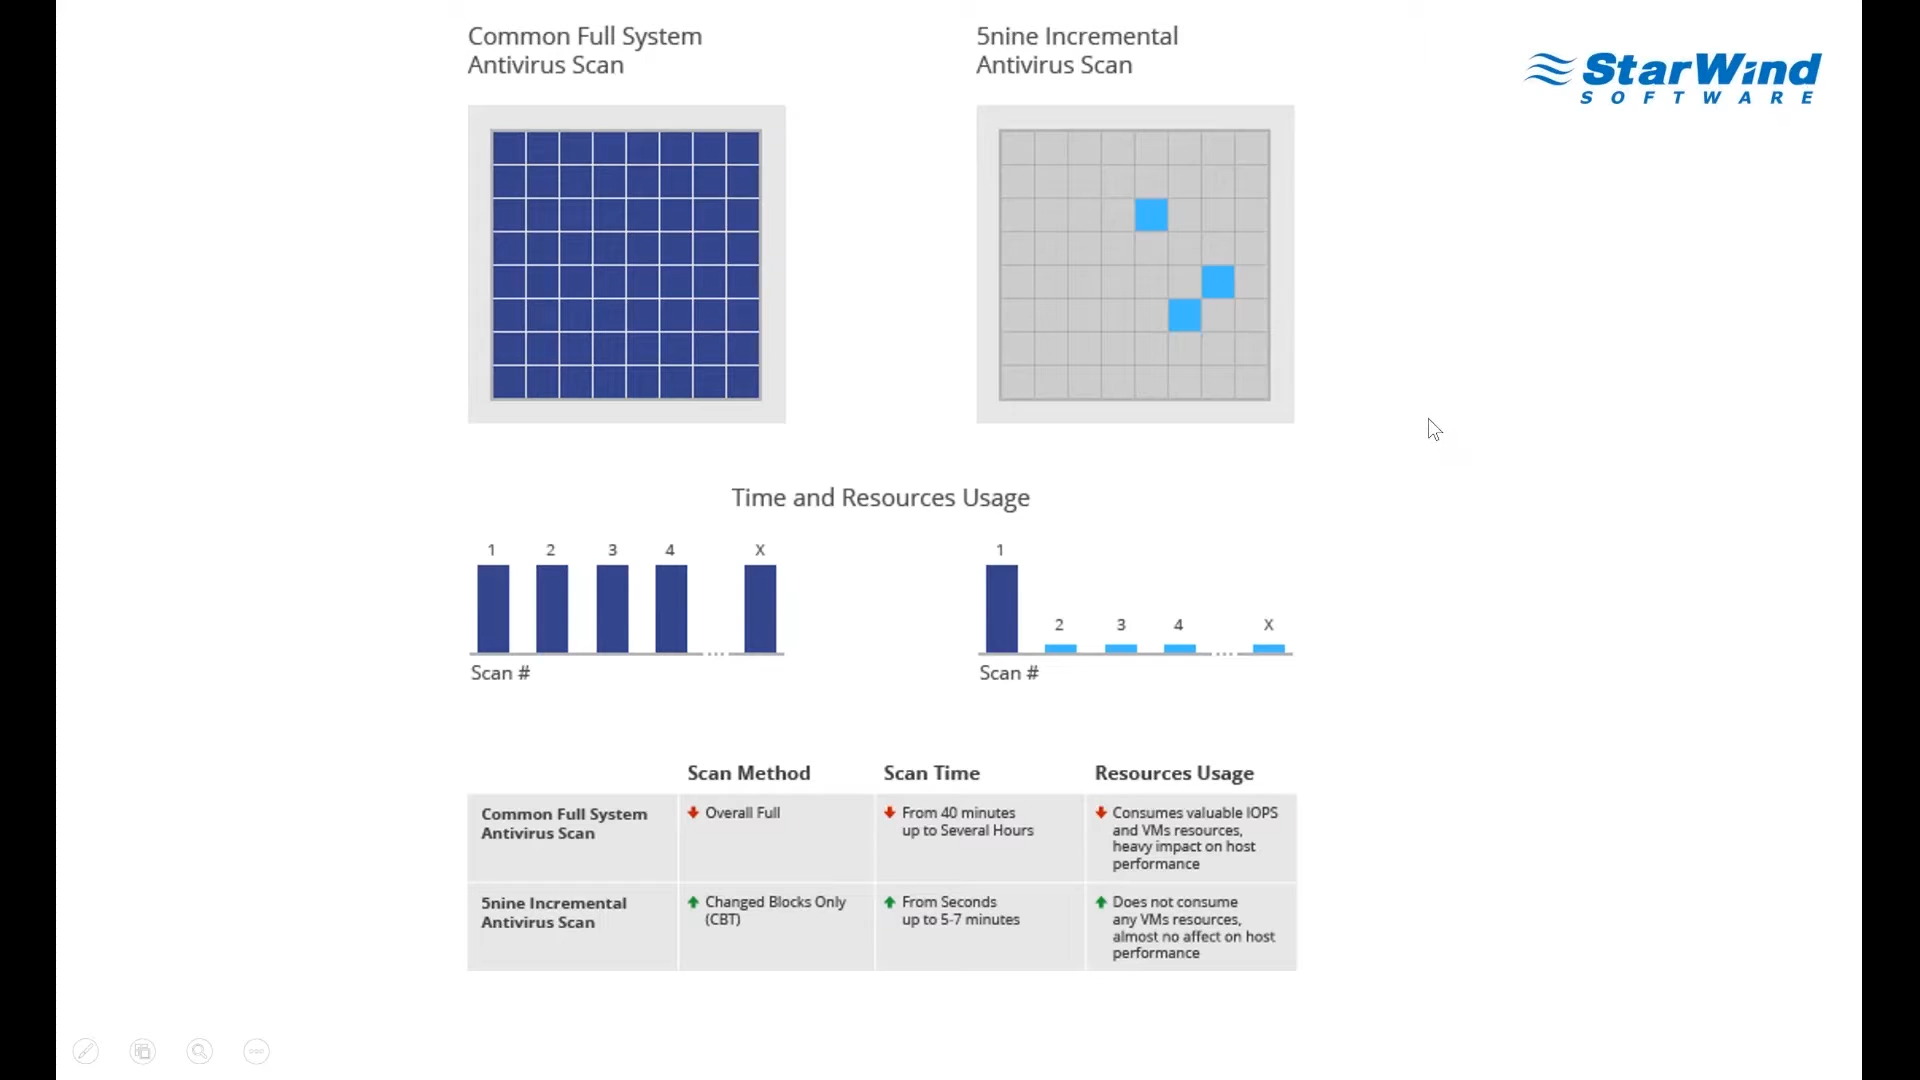 Common Full System
Antivirus Scan
5nine Incremental
Antivirus Scan
StarWind
SOFTWARE
Time and Resources Usage
1 2 3 4 X
Scan #
1
2 3 4 X
Scan #
Scan Method Scan Time Resources Usage
Common Full System
Antivirus Scan
Overall Full
From 40 minutes
up to Several Hours
Consumes valuable IOPS
and VMs resources,
heavy impact on host
performance
5nine Incremental
Antivirus Scan
Changed Blocks Only
(CBT)
From Seconds
up to 5-7 minutes
Does not consume
any VMs resources,
almost no affect on host
performance